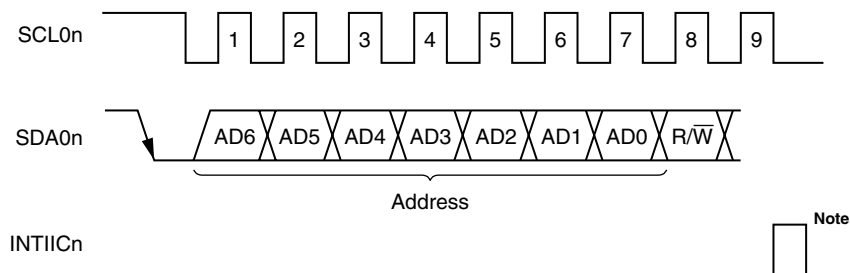 SCL0n 1 2 3 4 5 6 7 8 9
SDA0n AD6 AD5 AD4 AD3 AD2 AD1 AD0 R/W̅
Address
Note
INTIICn